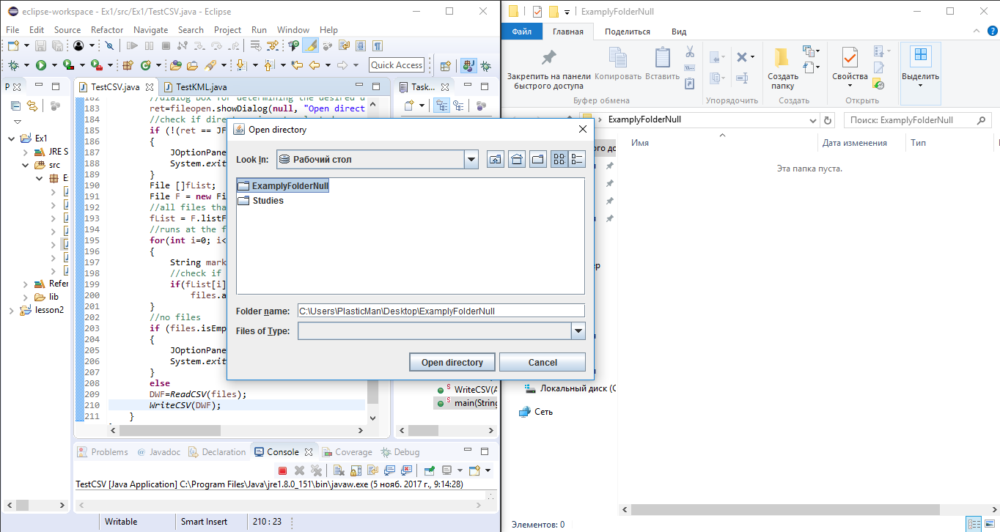 eclipse-workspace - Ex1/src/Ex1/TestCSV.java - Eclipse
File Edit Source Refactor Navigate Search Project Run Window Help
Quick Access
P
Ex1
JRE S
src
E
Refer
lib
lesson2
TestCSV.java
TestKML.java
182 //dialog box for determining the desired d
183 ret=fileopen.showDialog(null, "Open direct
184
185 if (!(ret == JF
186 {
187 JOptionPane
188 System.exit
189 }
190 File []fList;
191 File F = new Fi
192 //all files tha
193 fList = F.listF
194 //runs at the f
195 for(int i=0; i<
196 {
197 String mark
198 //check if
199 if(fList[i]
200 files.a
201 }
202 //no files
203 if (files.isEmp
204 {
205 JOptionPane
206 System.exit
207 }
208 else
209 DWF=ReadCSV(files);
210 WriteCSV(DWF);
211 }
Task...
WriteCSV(A
main(String
Open directory
Look In:
Рабочий стол
ExamplyFolderNull
Studies
Folder name:
C:\Users\PlasticMan\Desktop\ExamplyFolderNull
Files of Type:
Open directory
Cancel
Problems
@ Javadoc
Declaration
Console
Coverage
Debug
TestCSV [Java Application] C:\Program Files\Java\jre1.8.0_151\bin\javaw.exe (5 нояб. 2017 г., 9:14:28)
Writable
Smart Insert
210 : 23
ExamplyFolderNull
Файл
Главная
Поделиться
Вид
Закрепить на панели
быстрого доступа
Копировать
Вставить
Буфер обмена
Упорядочить
Создать
папку
Создать
Свойства
Открыть
Выделить
ExamplyFolderNull
Поиск: ExamplyFolderNull
Имя
Дата изменения
Тип
Эта папка пуста.
ого до
ер
Локальный диск (C
Сеть
Элементов: 0